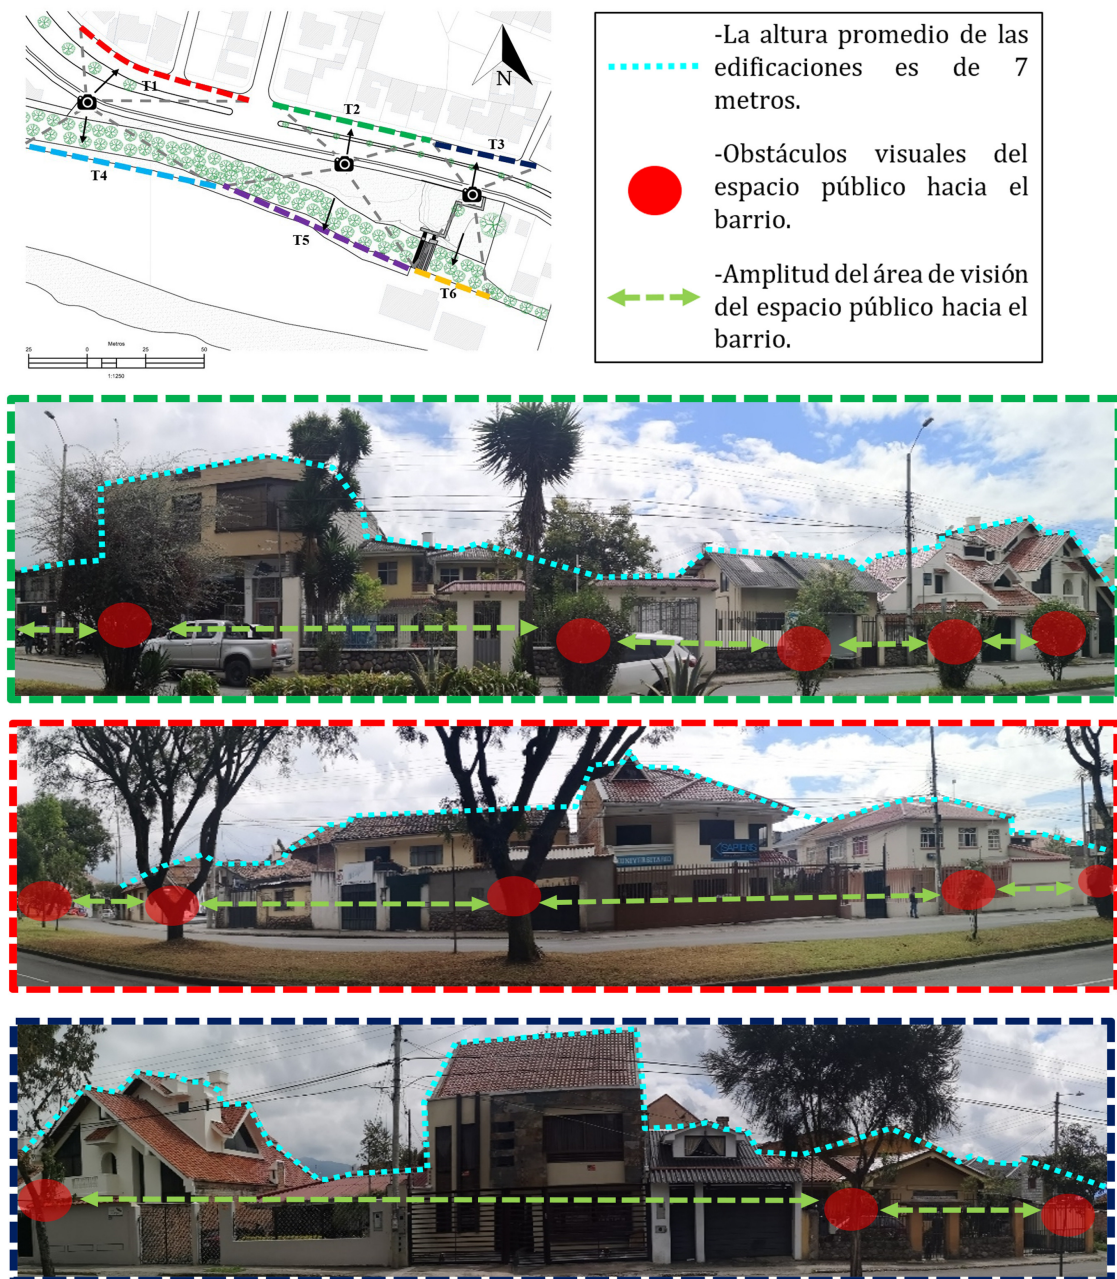 T1
T2
T3
T4
T5
T6
N
Metros
25 0 25 50
1:1250
-La altura promedio de las
edificaciones es de 7
metros.
-Obstáculos visuales del
espacio público hacia el
barrio.
-Amplitud del área de visión
del espacio público hacia el
barrio.
UNIVERSITARIO
SAPIENS